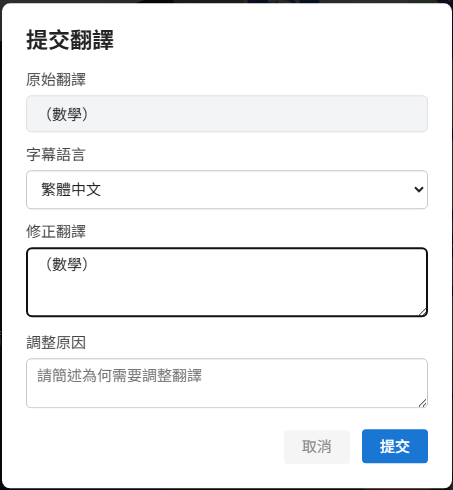 提交翻譯
原始翻譯
（數學）
字幕語言
繁體中文
修正翻譯
（數學）
調整原因
請簡述為何需要調整翻譯
取消
提交